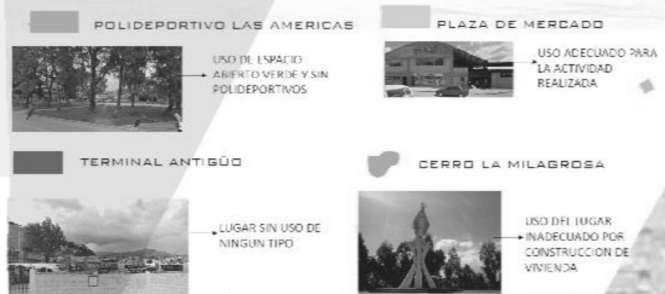 POLIDEPORTIVO LAS AMERICAS
USO DE ESPACIO
ABIERTO VERDE Y SIN
POLIDEPORTIVOS
PLAZA DE MERCADO
USO ADECUADO PARA
LA ACTIVIDAD
REALIZADA
TERMINAL ANTIGÜO
LUGAR SIN USO DE
NINGUN TIPO
CERRO LA MILAGROSA
USO DEL LUGAR
INADECUADO POR
CONSTRUCCION DE
VIVIENDA